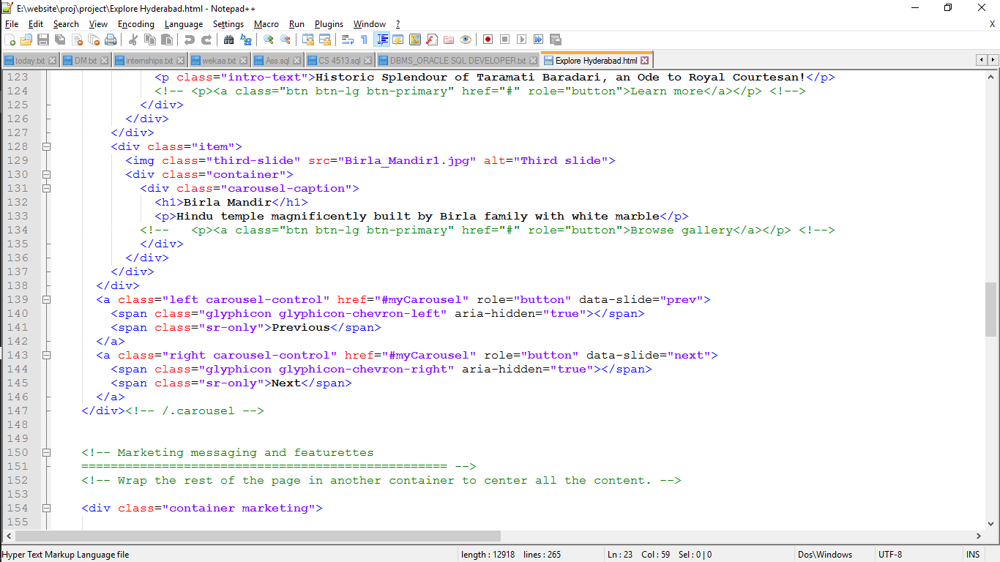 E:\website\proj\project\Explore Hyderabad.html - Notepad++
File Edit Search View Encoding Language Settings Macro Run Plugins Window ? X
today.txt DM.txt internships.txt wekaa.txt Ass.sql CS 4513.sql DBMS_ORACLE SQL DEVELOPER.txt Explore Hyderabad.html
123 <p class="intro-text">Historic Splendour of Taramati Baradari, an Ode to Royal Courtesan!</p>
124 <!-- <p><a class="btn btn-lg btn-primary" href="#" role="button">Learn more</a></p> <!-->
125 </div>
126 </div>
127 </div>
128 <div class="item">
129 <img class="third-slide" src="Birla_Mandir1.jpg" alt="Third slide">
130 <div class="container">
131 <div class="carousel-caption">
132 <h1>Birla Mandir</h1>
133 <p>Hindu temple magnificently built by Birla family with white marble</p>
134 <!-- <p><a class="btn btn-lg btn-primary" href="#" role="button">Browse gallery</a></p> <!-->
135 </div>
136 </div>
137 </div>
138 </div>
139 <a class="left carousel-control" href="#myCarousel" role="button" data-slide="prev">
140 <span class="glyphicon glyphicon-chevron-left" aria-hidden="true"></span>
141 <span class="sr-only">Previous</span>
142 </a>
143 <a class="right carousel-control" href="#myCarousel" role="button" data-slide="next">
144 <span class="glyphicon glyphicon-chevron-right" aria-hidden="true"></span>
145 <span class="sr-only">Next</span>
146 </a>
147 </div><!-- /.carousel -->
148
149
150 <!-- Marketing messaging and featurettes
151 ================================================== -->
152 <!-- Wrap the rest of the page in another container to center all the content. -->
153
154 <div class="container marketing">
155
Hyper Text Markup Language file length : 12918 lines : 265 Ln : 23 Col : 59 Sel : 0 | 0 Dos\Windows UTF-8 INS